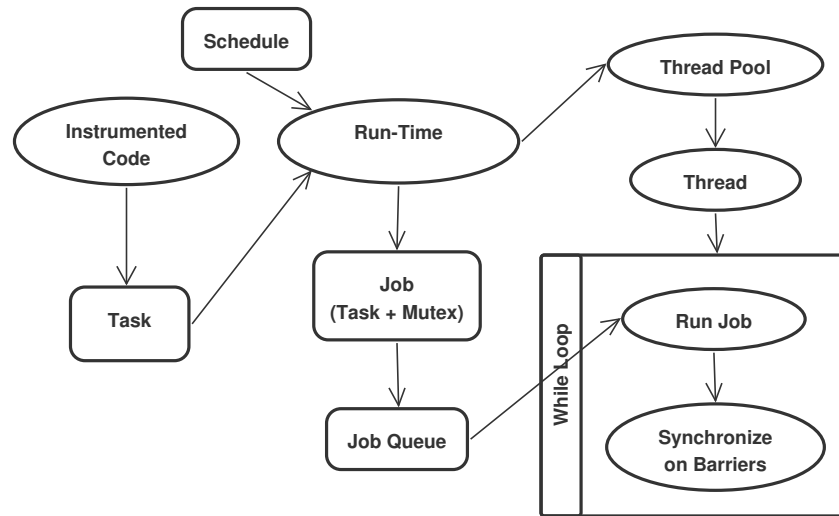 Schedule
Thread Pool
Instrumented
Code
Run-Time
Thread
Task
Job
(Task + Mutex)
Job Queue
While Loop
Run Job
Synchronize
on Barriers